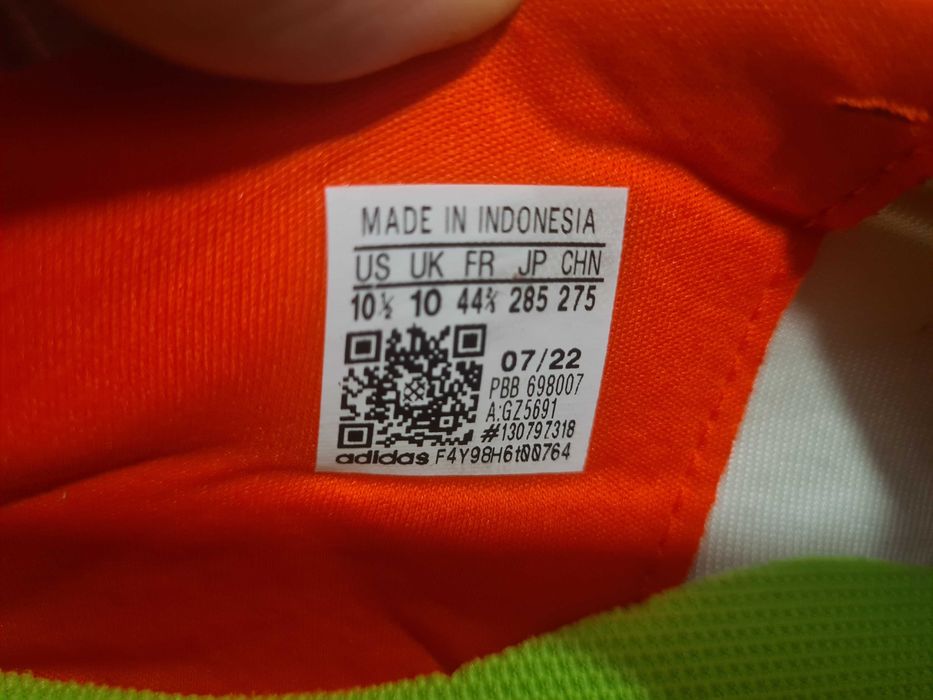 MADE IN INDONESIA
US UK FR JP CHN
10½ 10 44⅔ 285 275
07/22
PBB 698007
A:GZ5691
#13079Z318
adidas F4Y98H6t00764